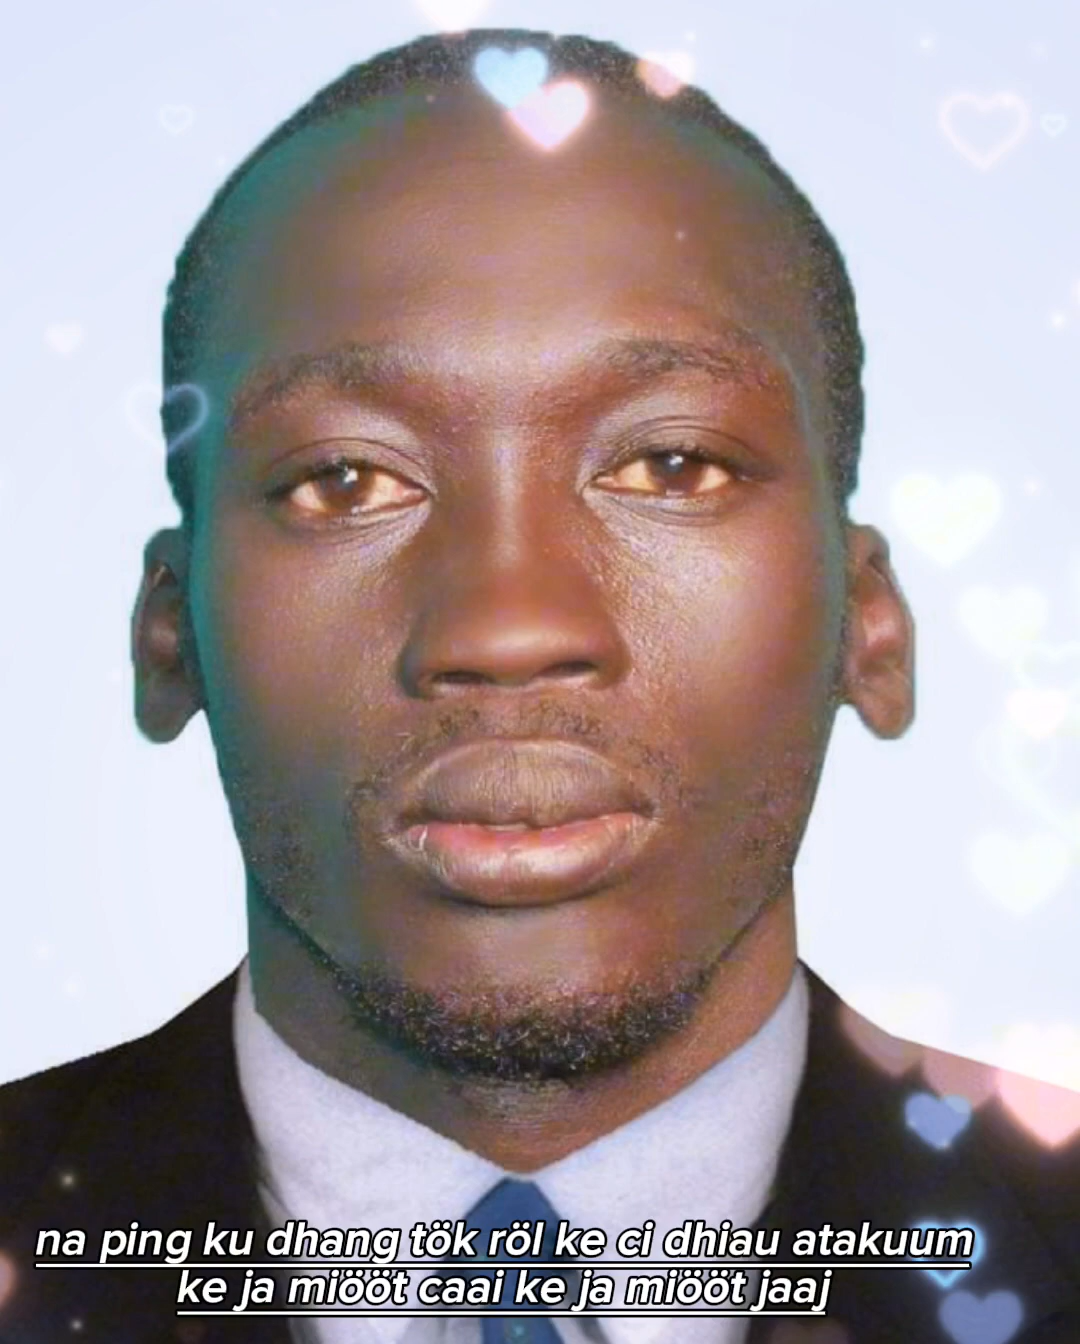 na ping ku dhang tök röl ke ci dhiau atakuum
ke ja miööt caai ke ja miööt jaaj